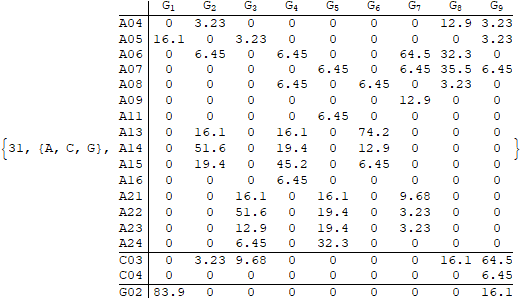 G1 G2 G3 G4 G5 G6 G7 G8 G9
A04 0 3.23 0 0 0 0 0 12.9 3.23
A05 16.1 0 3.23 0 0 0 0 0 3.23
A06 0 6.45 0 6.45 0 0 64.5 32.3 0
A07 0 0 0 0 6.45 0 6.45 35.5 6.45
A08 0 0 0 6.45 0 6.45 0 3.23 0
A09 0 0 0 0 0 0 12.9 0 0
A11 0 0 0 0 6.45 0 0 0 0
A13 0 16.1 0 16.1 0 74.2 0 0 0
{31, {A, C, G}, A14 0 51.6 0 19.4 0 12.9 0 0 0 }
A15 0 19.4 0 45.2 0 6.45 0 0 0
A16 0 0 0 6.45 0 0 0 0 0
A21 0 0 16.1 0 16.1 0 9.68 0 0
A22 0 0 51.6 0 19.4 0 3.23 0 0
A23 0 0 12.9 0 19.4 0 3.23 0 0
A24 0 0 6.45 0 32.3 0 0 0 0
C03 0 3.23 9.68 0 0 0 0 16.1 64.5
C04 0 0 0 0 0 0 0 0 6.45
G02 83.9 0 0 0 0 0 0 0 16.1